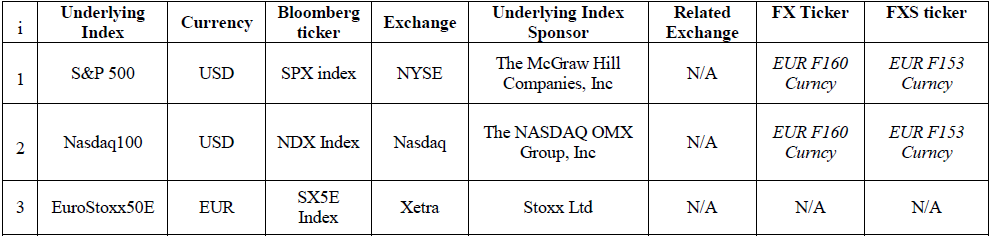 i Underlying Index Currency Bloomberg ticker Exchange Underlying Index Sponsor Related Exchange FX Ticker FXS ticker
1 S&P 500 USD SPX index NYSE The McGraw Hill Companies, Inc N/A EUR F160 Curncy EUR F153 Curncy
2 Nasdaq100 USD NDX Index Nasdaq The NASDAQ OMX Group, Inc N/A EUR F160 Curncy EUR F153 Curncy
3 EuroStoxx50E EUR SX5E Index Xetra Stoxx Ltd N/A N/A N/A